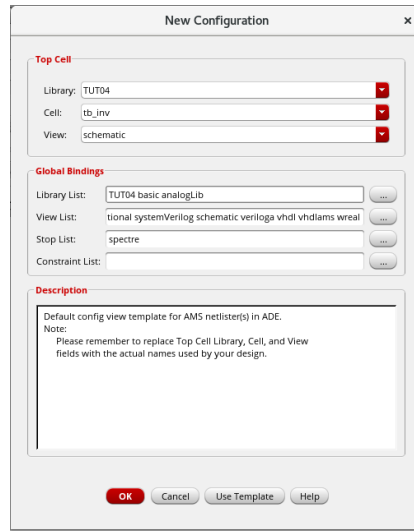 New Configuration
Top Cell
Library: TUT04
Cell: tb_inv
View: schematic
Global Bindings
Library List: TUT04 basic analogLib ...
View List: tional systemVerilog schematic veriloga vhdl vhdlams wreal ...
Stop List: spectre ...
Constraint List: ...
Description
Default config view template for AMS netlister(s) in ADE.
Note:
Please remember to replace Top Cell Library, Cell, and View
fields with the actual names used by your design.
OK Cancel Use Template Help